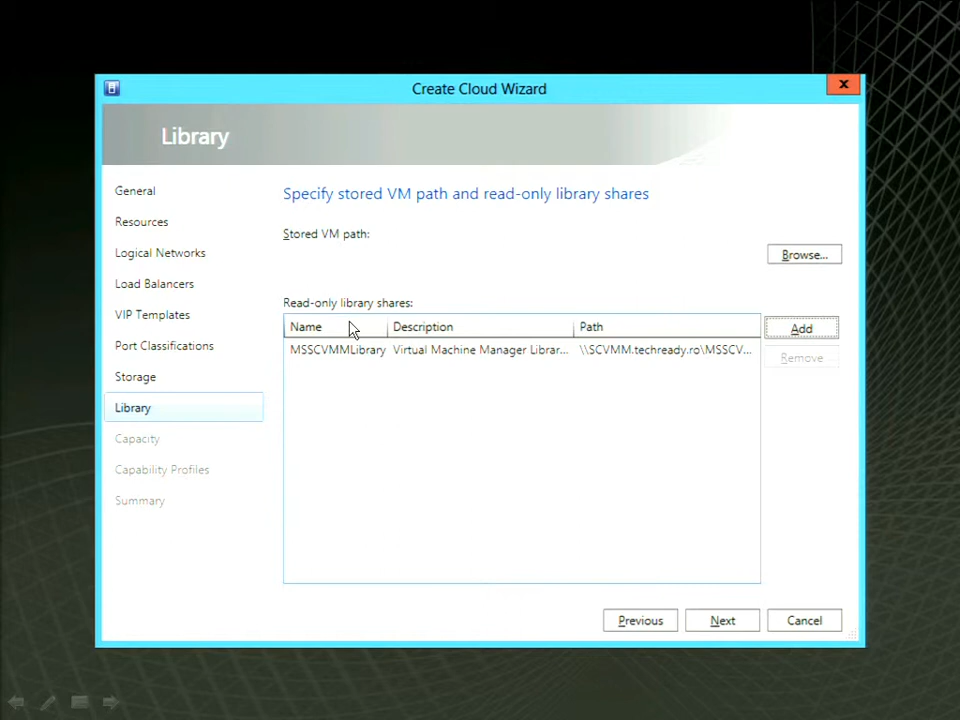 Create Cloud Wizard
x
Library
General
Resources
Logical Networks
Load Balancers
VIP Templates
Port Classifications
Storage
Library
Capacity
Capability Profiles
Summary
Specify stored VM path and read-only library shares
Stored VM path:
Browse...
Read-only library shares:
Name Description Path
MSSCVMMLibrary Virtual Machine Manager Librar... \\SCVMM.techready.ro\MSSCV...
Add
Remove
Previous Next Cancel